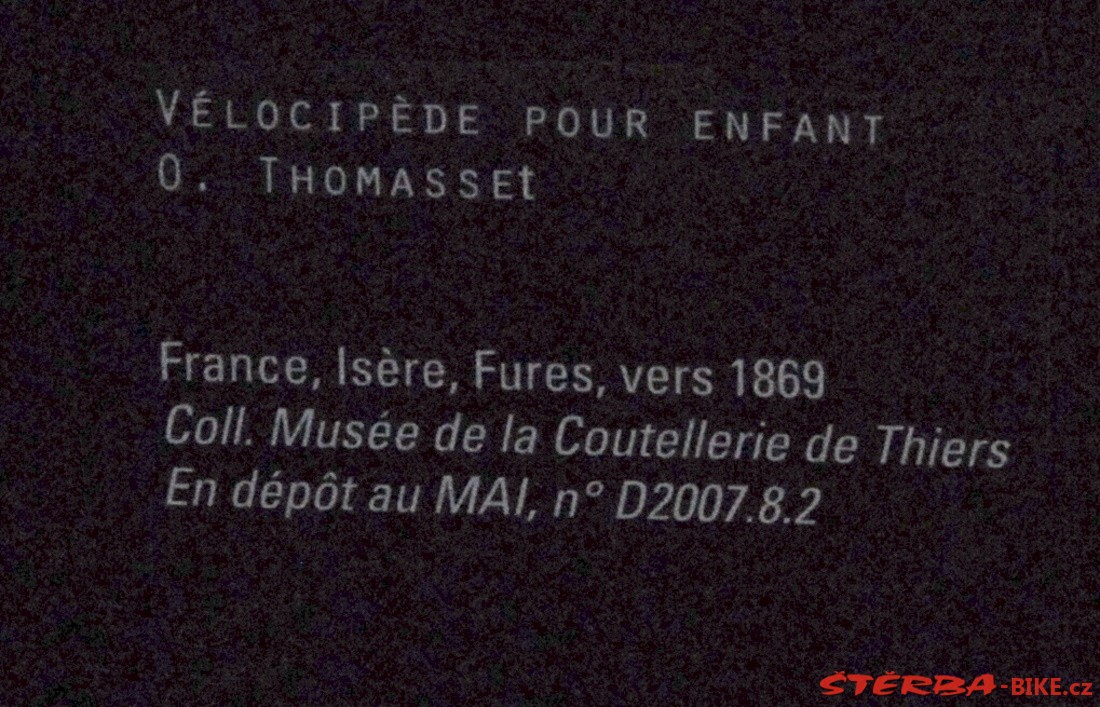 VÉLOCIPÈDE POUR ENFANT
O. THOMASSEt
France, Isère, Fures, vers 1869
Coll. Musée de la Coutellerie de Thiers
En dépôt au MAI, n° D2007.8.2
ŠTĚRBA-BIKE.cz